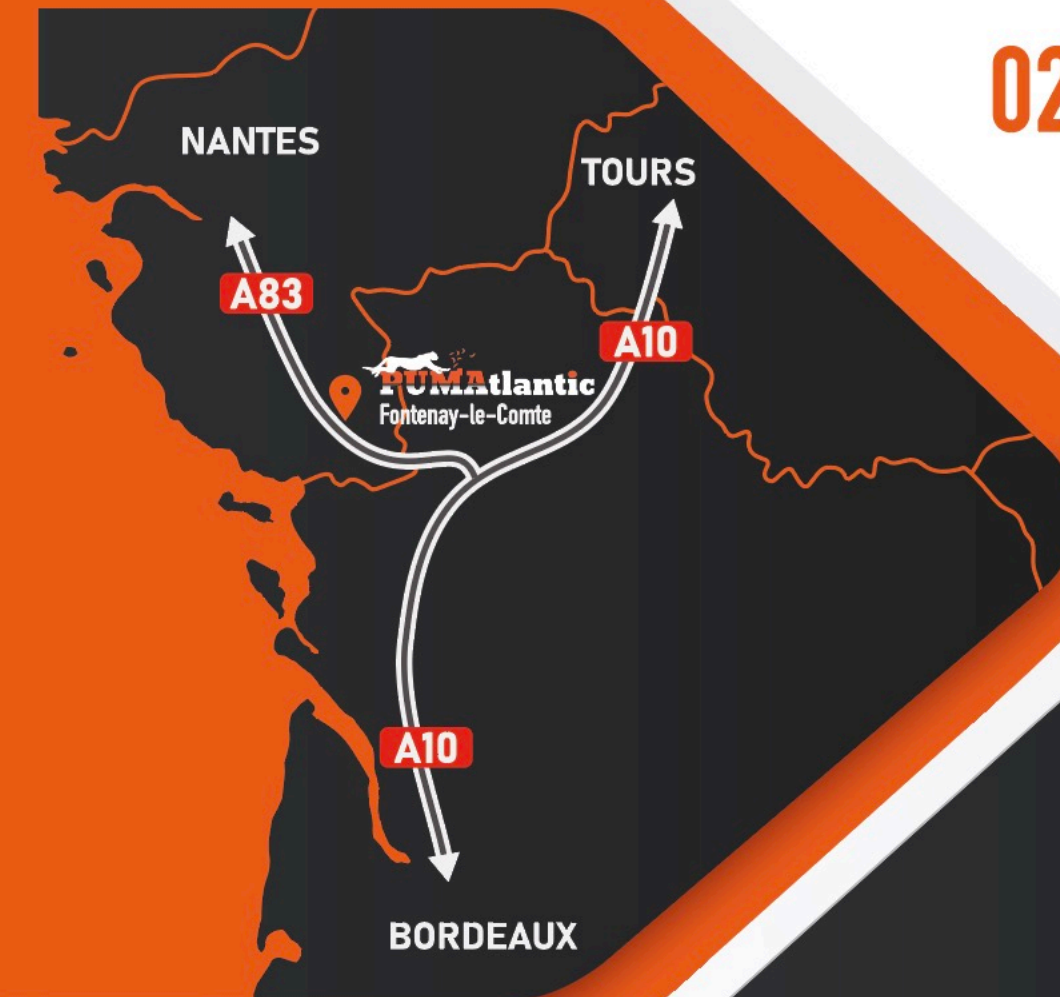 02
NANTES
TOURS
A83
A10
PUMAtlantic
Fontenay-le-Comte
A10
BORDEAUX